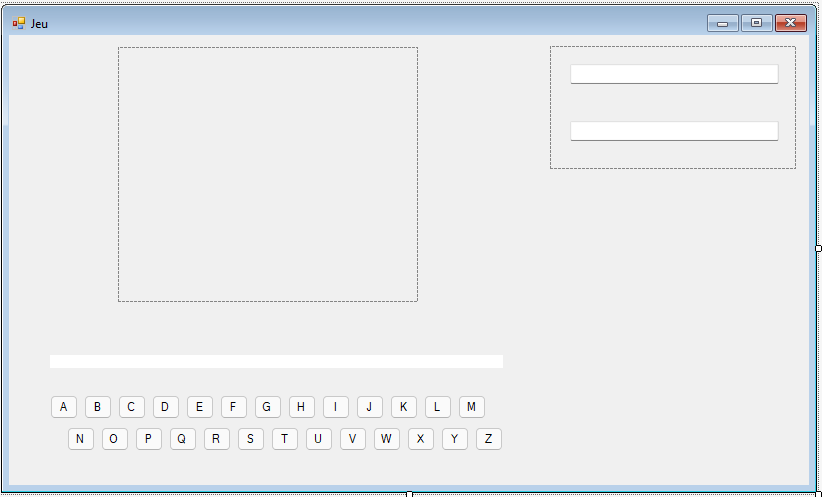 Jeu
A B C D E F G H I J K L M
N O P Q R S T U V W X Y Z